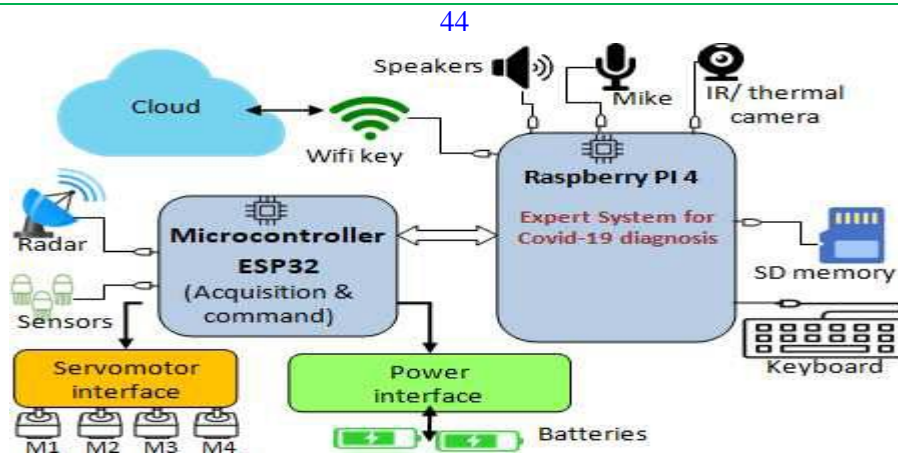 44
Speakers
Mike
IR/ thermal
camera
Cloud
Wifi key
Raspberry PI 4
Expert System for
Covid-19 diagnosis
Radar
Microcontroller
ESP32
(Acquisition &
command)
SD memory
Sensors
Servomotor
interface
Power
interface
Keyboard
M1 M2 M3 M4
Batteries